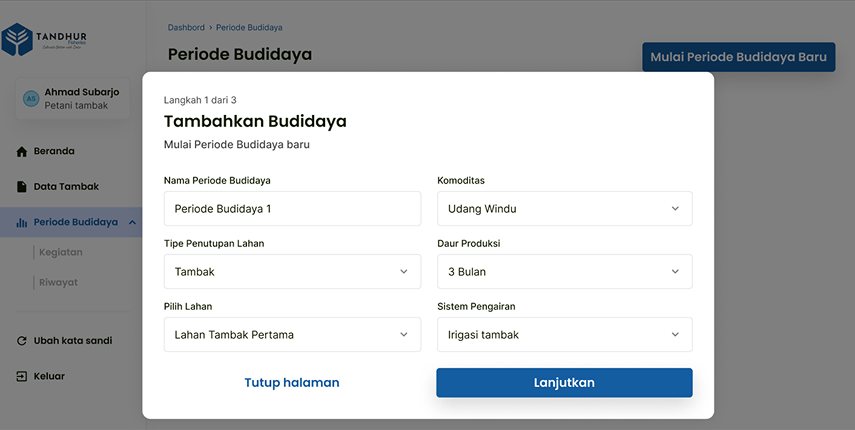 TANDHUR
Dashbord > Periode Budidaya
Periode Budidaya
Mulai Periode Budidaya Baru
AS
Ahmad Subarjo
Petani tambak
Beranda
Data Tambak
Periode Budidaya
Kegiatan
Riwayat
Ubah kata sandi
Keluar
Langkah 1 dari 3
Tambahkan Budidaya
Mulai Periode Budidaya baru
Nama Periode Budidaya
Periode Budidaya 1
Komoditas
Udang Windu
Tipe Penutupan Lahan
Tambak
Daur Produksi
3 Bulan
Pilih Lahan
Lahan Tambak Pertama
Sistem Pengairan
Irigasi tambak
Tutup halaman
Lanjutkan